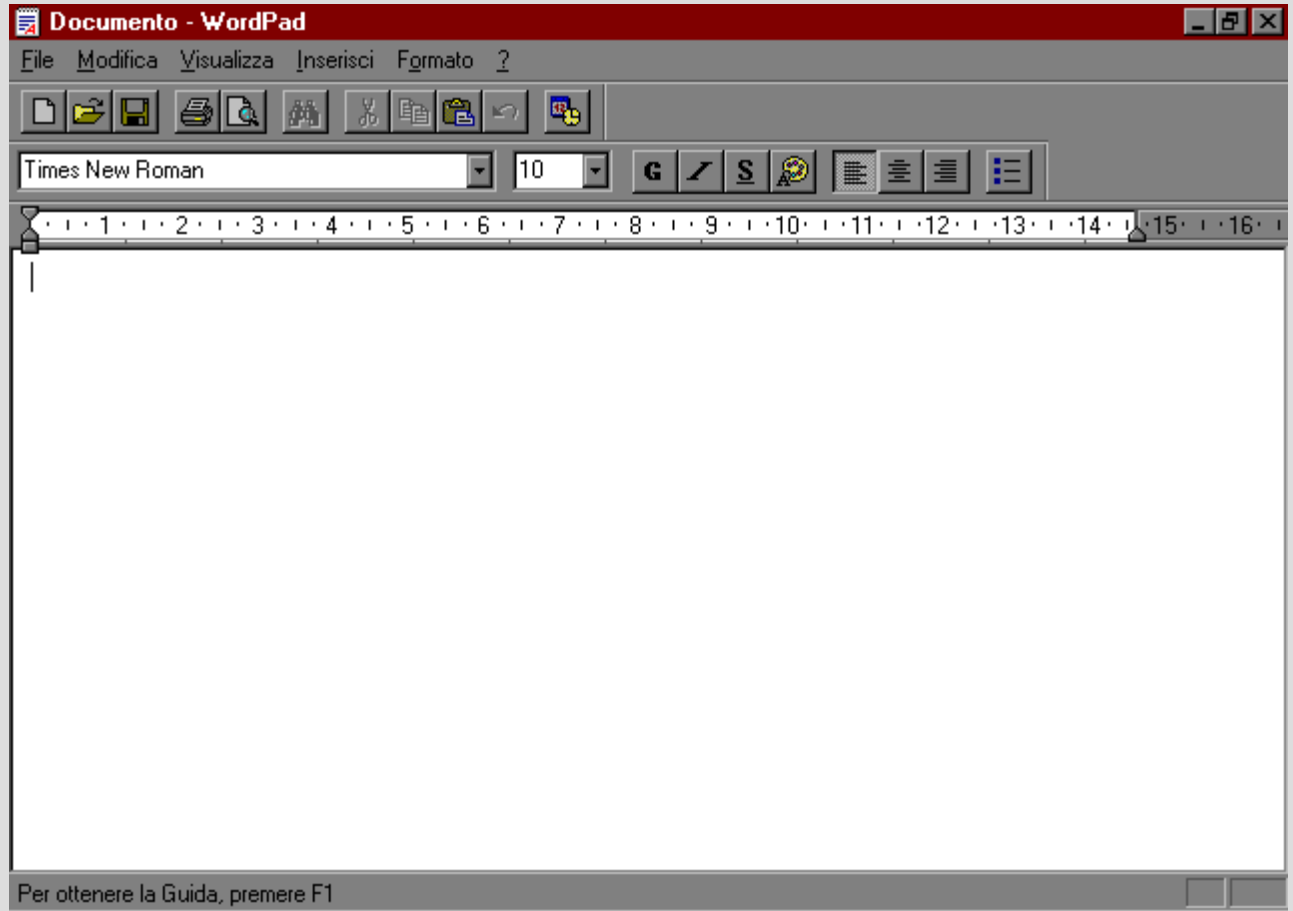 Documento - WordPad
File Modifica Visualizza Inserisci Formato ?
Times New Roman 10 G I S
1 2 3 4 5 6 7 8 9 10 11 12 13 14 15 16
Per ottenere la Guida, premere F1